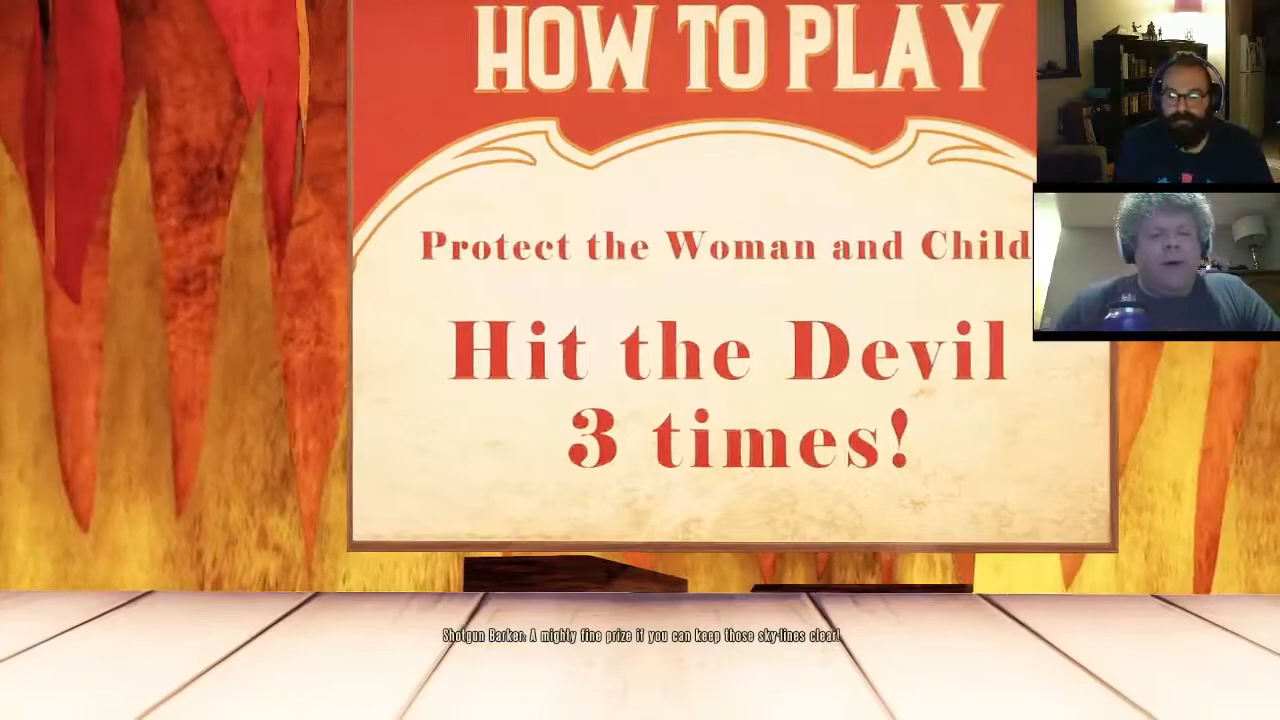 HOW TO PLAY
Protect the Woman and Child
Hit the Devil
3 times!
Shotgun Barker: A mighty fine prize if you can keep those sky-lines clear!